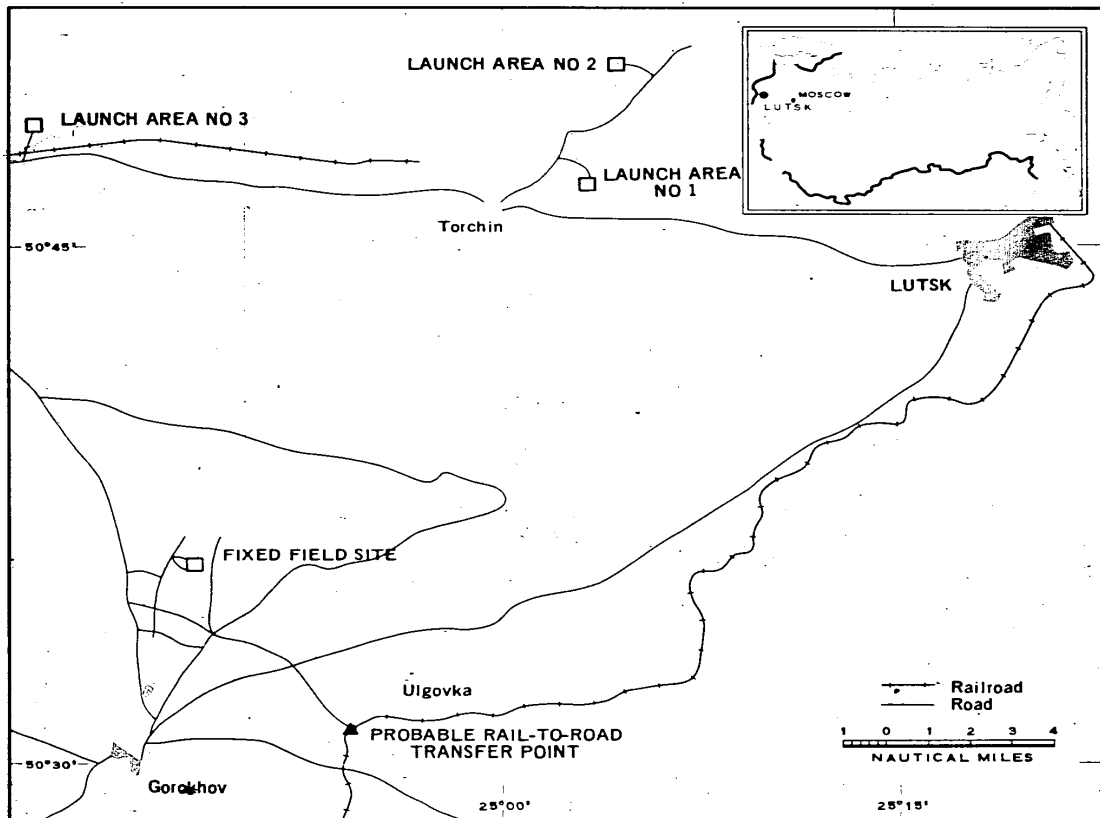 LAUNCH AREA NO 2
MOSCOW
LUTSK
LAUNCH AREA NO 3
LAUNCH AREA
NO 1
Torchin
50°45'
LUTSK
FIXED FIELD SITE
Ulgovka
Railroad
Road
PROBABLE RAIL-TO-ROAD
TRANSFER POINT
1 0 1 2 3 4
NAUTICAL MILES
50°30'
Gorokhov
25°00'
25°15'